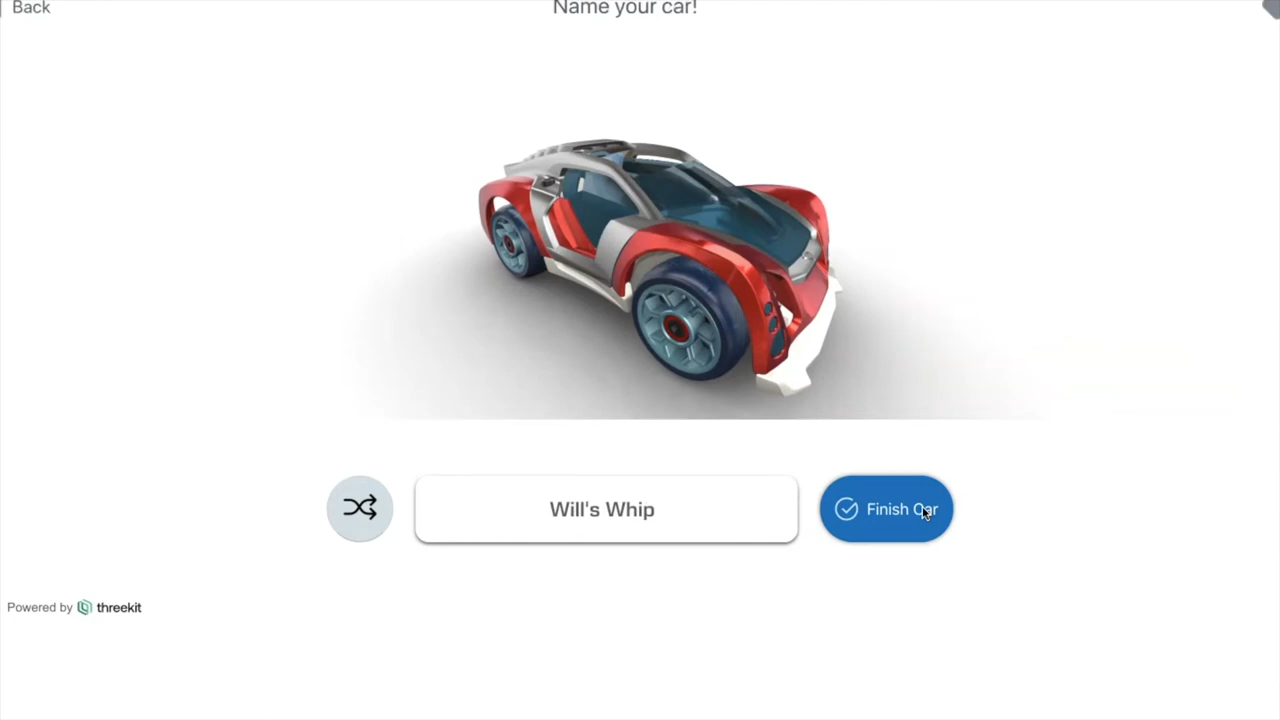 Back
Name your car!
Will's Whip
Finish Car
Powered by threekit